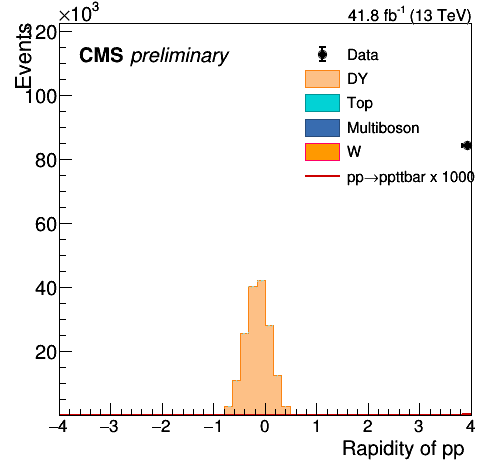 ×10³
41.8 fb⁻¹ (13 TeV)
Events
CMS preliminary
Data
DY
Top
Multiboson
W
pp→ppttbar x 1000
120
100
80
60
40
20
−4 −3 −2 −1 0 1 2 3 4
Rapidity of pp